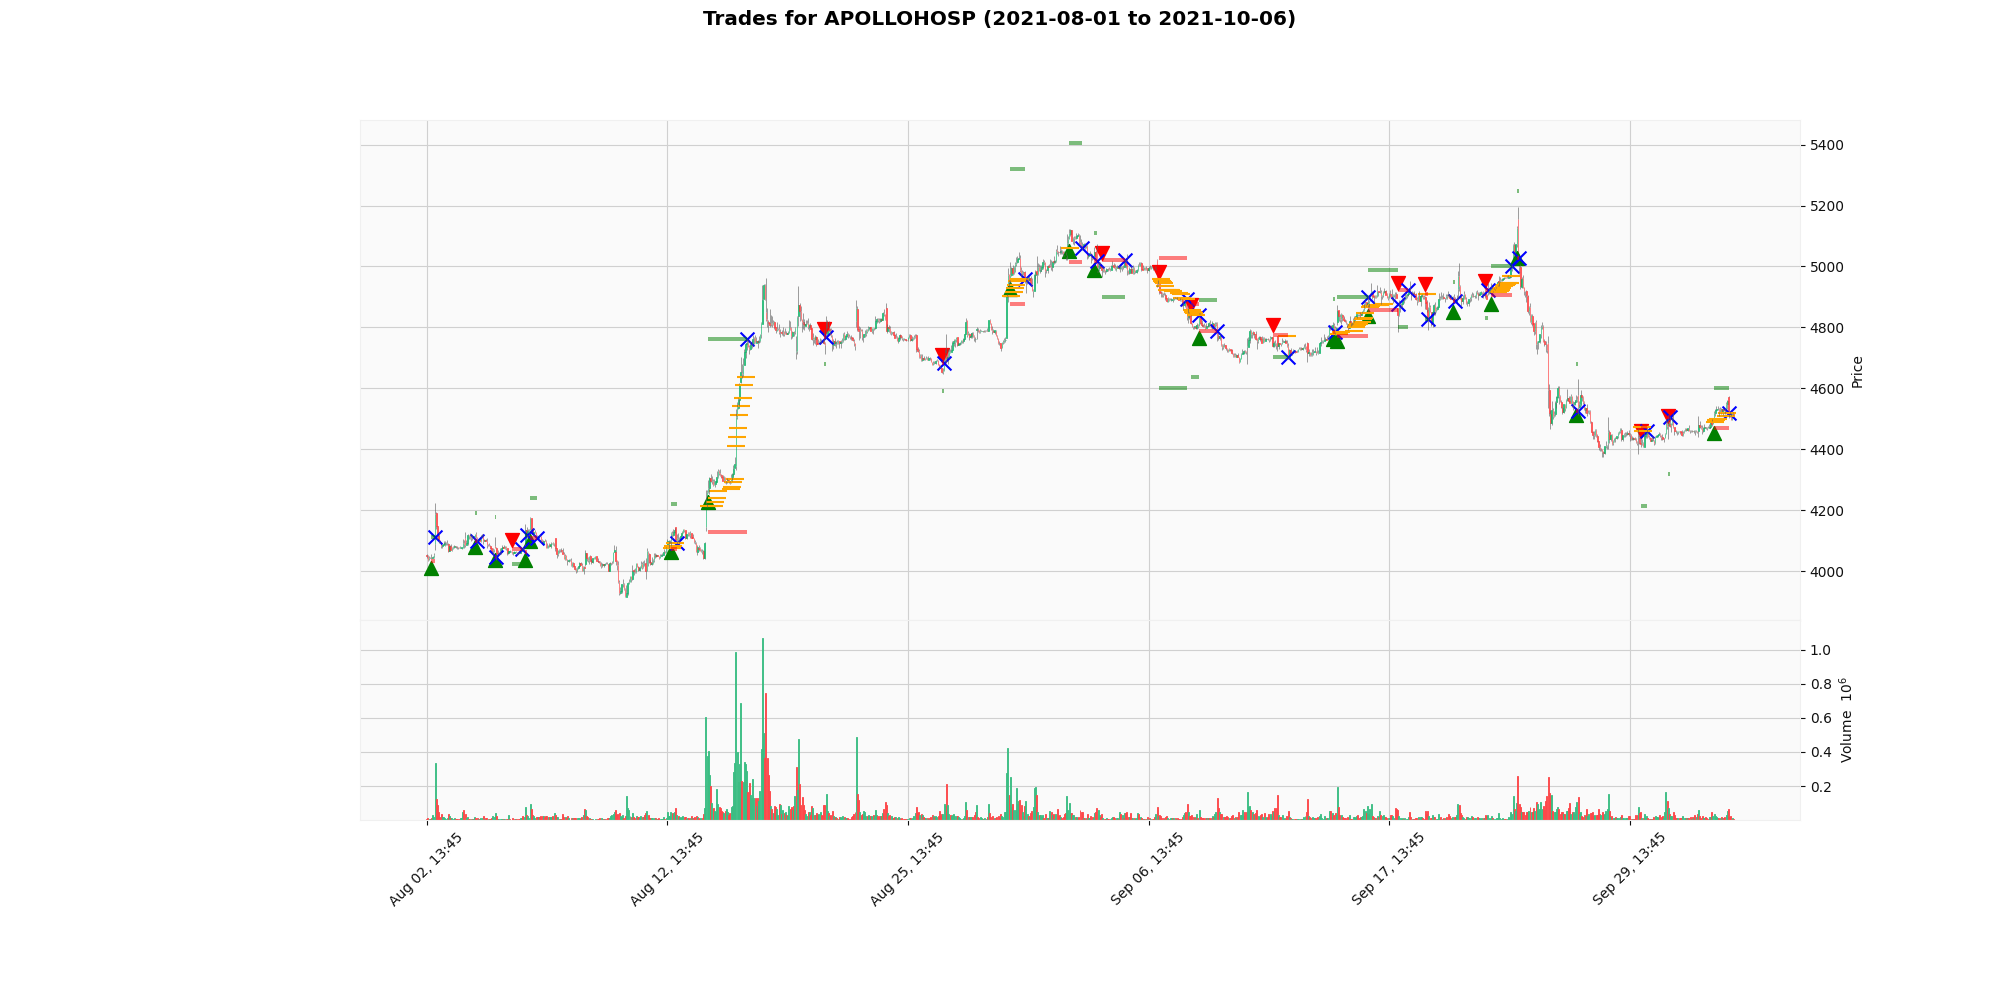 Trades for APOLLOHOSP (2021-08-01 to 2021-10-06)
5400
5200
5000
4800
4600
4400
4200
4000
Price
1.0
0.8
0.6
0.4
0.2
Volume 10^6
Aug 02, 13:45
Aug 12, 13:45
Aug 25, 13:45
Sep 06, 13:45
Sep 17, 13:45
Sep 29, 13:45